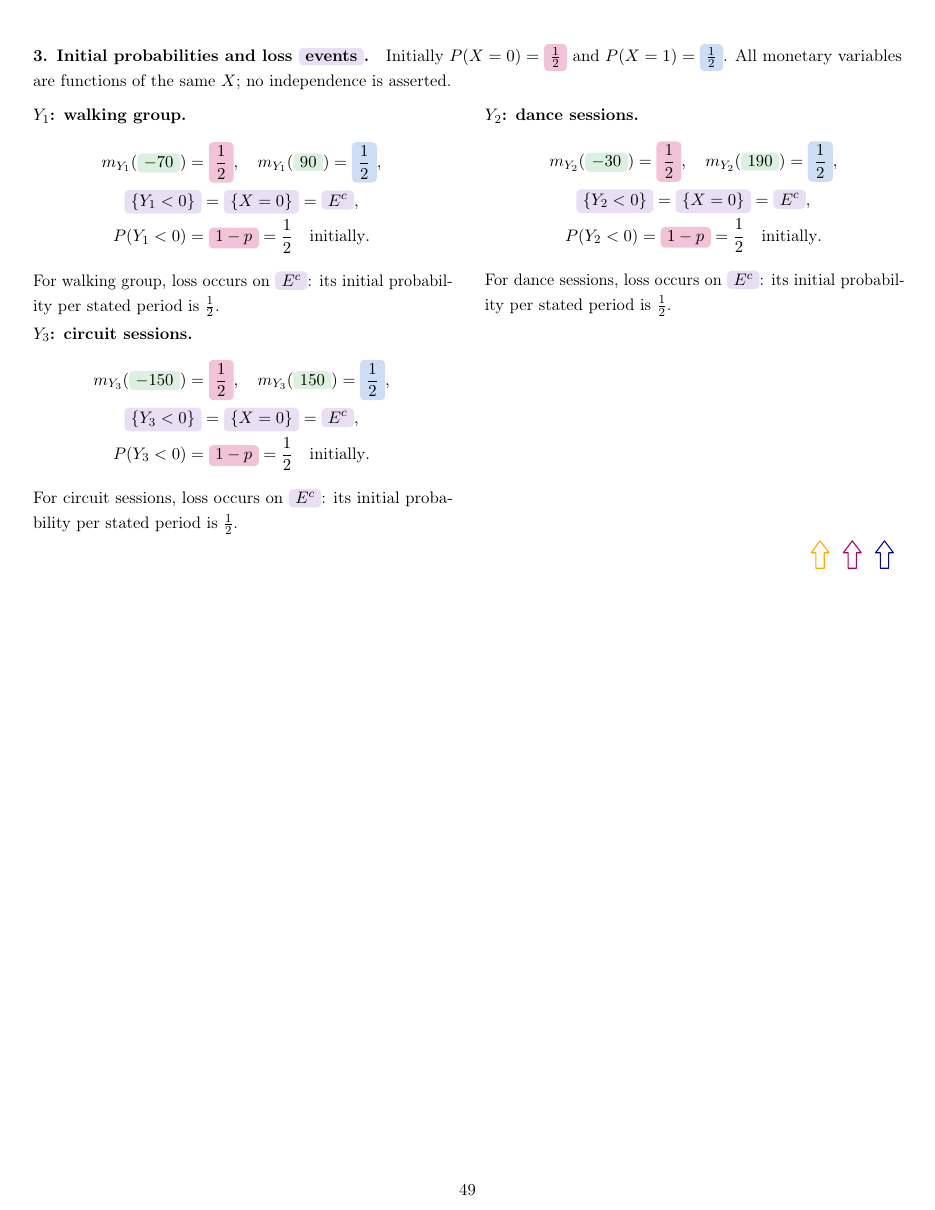 3. Initial probabilities and loss events. Initially P(X = 0) = 1/2 and P(X = 1) = 1/2. All monetary variables
are functions of the same X; no independence is asserted.
Y₁: walking group.
m_{Y₁}(−70) = 1/2, m_{Y₁}(90) = 1/2,
{Y₁ < 0} = {X = 0} = Eᶜ,
P(Y₁ < 0) = 1 − p = 1/2 initially.
For walking group, loss occurs on Eᶜ: its initial probabil-
ity per stated period is 1/2.
Y₃: circuit sessions.
m_{Y₃}(−150) = 1/2, m_{Y₃}(150) = 1/2,
{Y₃ < 0} = {X = 0} = Eᶜ,
P(Y₃ < 0) = 1 − p = 1/2 initially.
For circuit sessions, loss occurs on Eᶜ: its initial proba-
bility per stated period is 1/2.
Y₂: dance sessions.
m_{Y₂}(−30) = 1/2, m_{Y₂}(190) = 1/2,
{Y₂ < 0} = {X = 0} = Eᶜ,
P(Y₂ < 0) = 1 − p = 1/2 initially.
For dance sessions, loss occurs on Eᶜ: its initial probabil-
ity per stated period is 1/2.
49